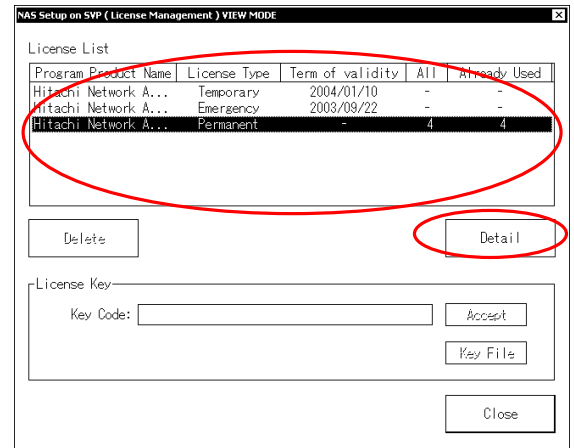 NAS Setup on SVP ( License Management ) VIEW MODE
License List
Program Product Name License Type Term of validity All Already Used
Hitachi Network A... Temporary 2004/01/10 - -
Hitachi Network A... Emergency 2003/09/22 - -
Hitachi Network A... Permanent - 4 4
Delete Detail
License Key
Key Code: Accept
Key File
Close